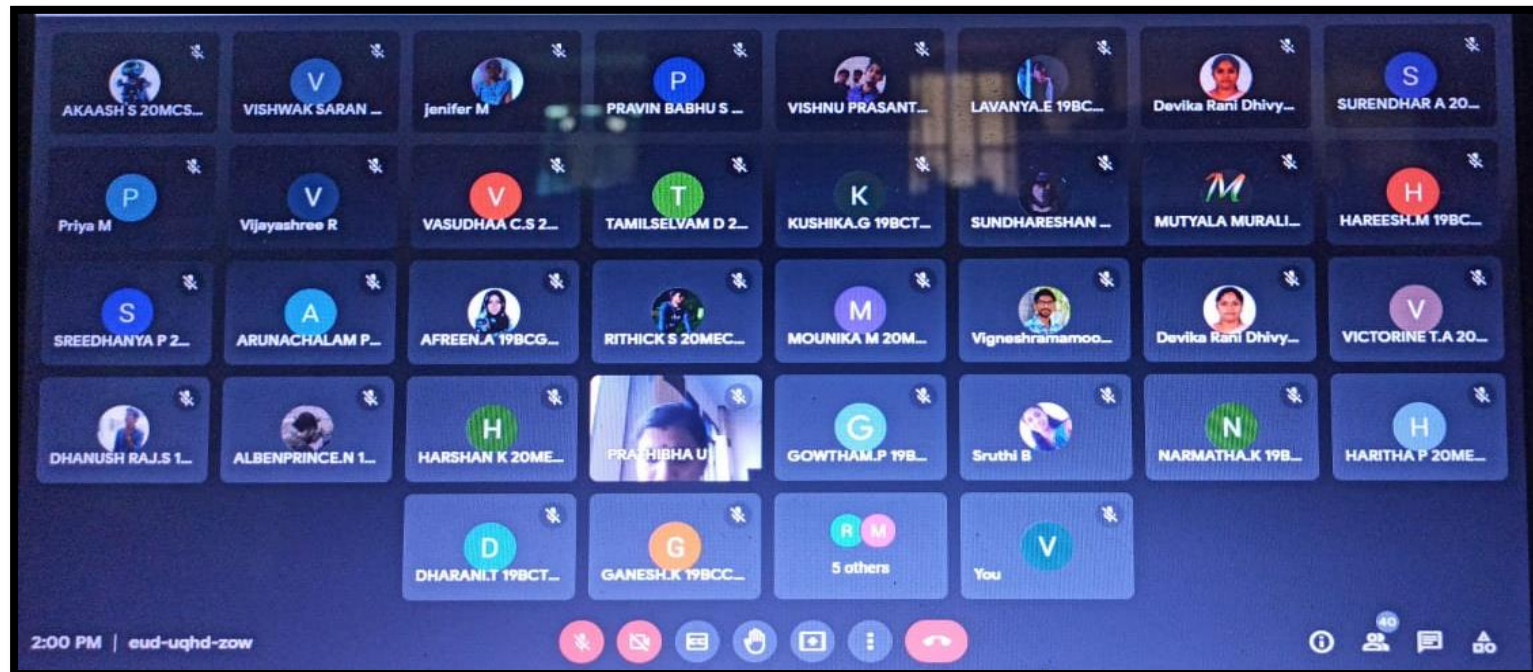 AKAASH S 20MCS...
V
VISHWAK SARAN ...
jenifer M
P
PRAVIN BABHU S ...
VISHNU PRASANT...
LAVANYA.E 19BC...
Devika Rani Dhivy...
S
SURENDHAR A 20...
P
Priya M
V
Vijayashree R
V
VASUDHAA C.S 2...
T
TAMILSELVAM D 2...
K
KUSHIKA.G 19BCT...
SUNDHARESHAN ...
M
MUTYALA MURALI...
H
HAREESH.M 19BC...
S
SREEDHANYA P 2...
A
ARUNACHALAM P...
AFREEN.A 19BCG...
RITHICK S 20MEC...
M
MOUNIKA M 20M...
Vigneshramamoo...
Devika Rani Dhivy...
V
VICTORINE T.A 20...
DHANUSH RAJ.S 1...
ALBENPRINCE.N 1...
H
HARSHAN K 20ME...
PRATHIBHA U
G
GOWTHAM.P 19B...
Sruthi B
N
NARMATHA.K 19B...
H
HARITHA P 20ME...
D
DHARANI.T 19BCT...
G
GANESH.K 19BCC...
R M
5 others
V
You
2:00 PM | eud-uqhd-zow
40